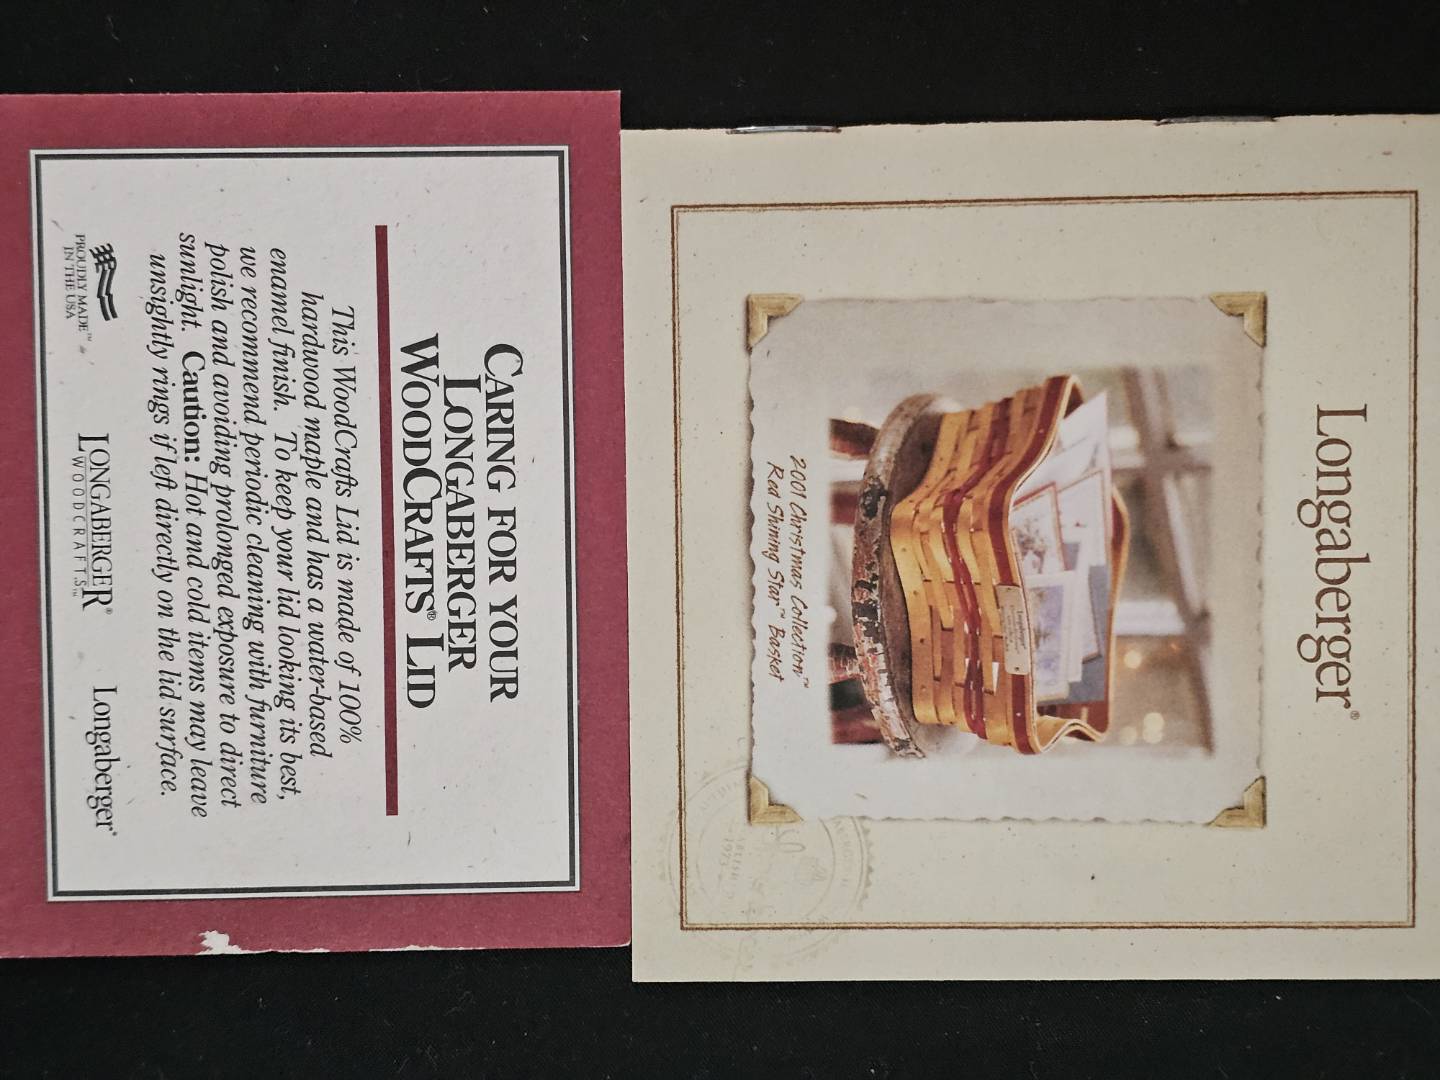 Longaberger®
2001 Christmas Collection™
Red Shining Star™ Basket
1973
CARING FOR YOUR
LONGABERGER
WOODCRAFTS® LID
This WoodCrafts Lid is made of 100%
hardwood maple and has a water-based
enamel finish. To keep your lid looking its best,
we recommend periodic cleaning with furniture
polish and avoiding prolonged exposure to direct
sunlight. Caution: Hot and cold items may leave
unsightly rings if left directly on the lid surface.
PROUDLY MADE™
IN THE USA
LONGABERGER®
WOODCRAFTS™
Longaberger®